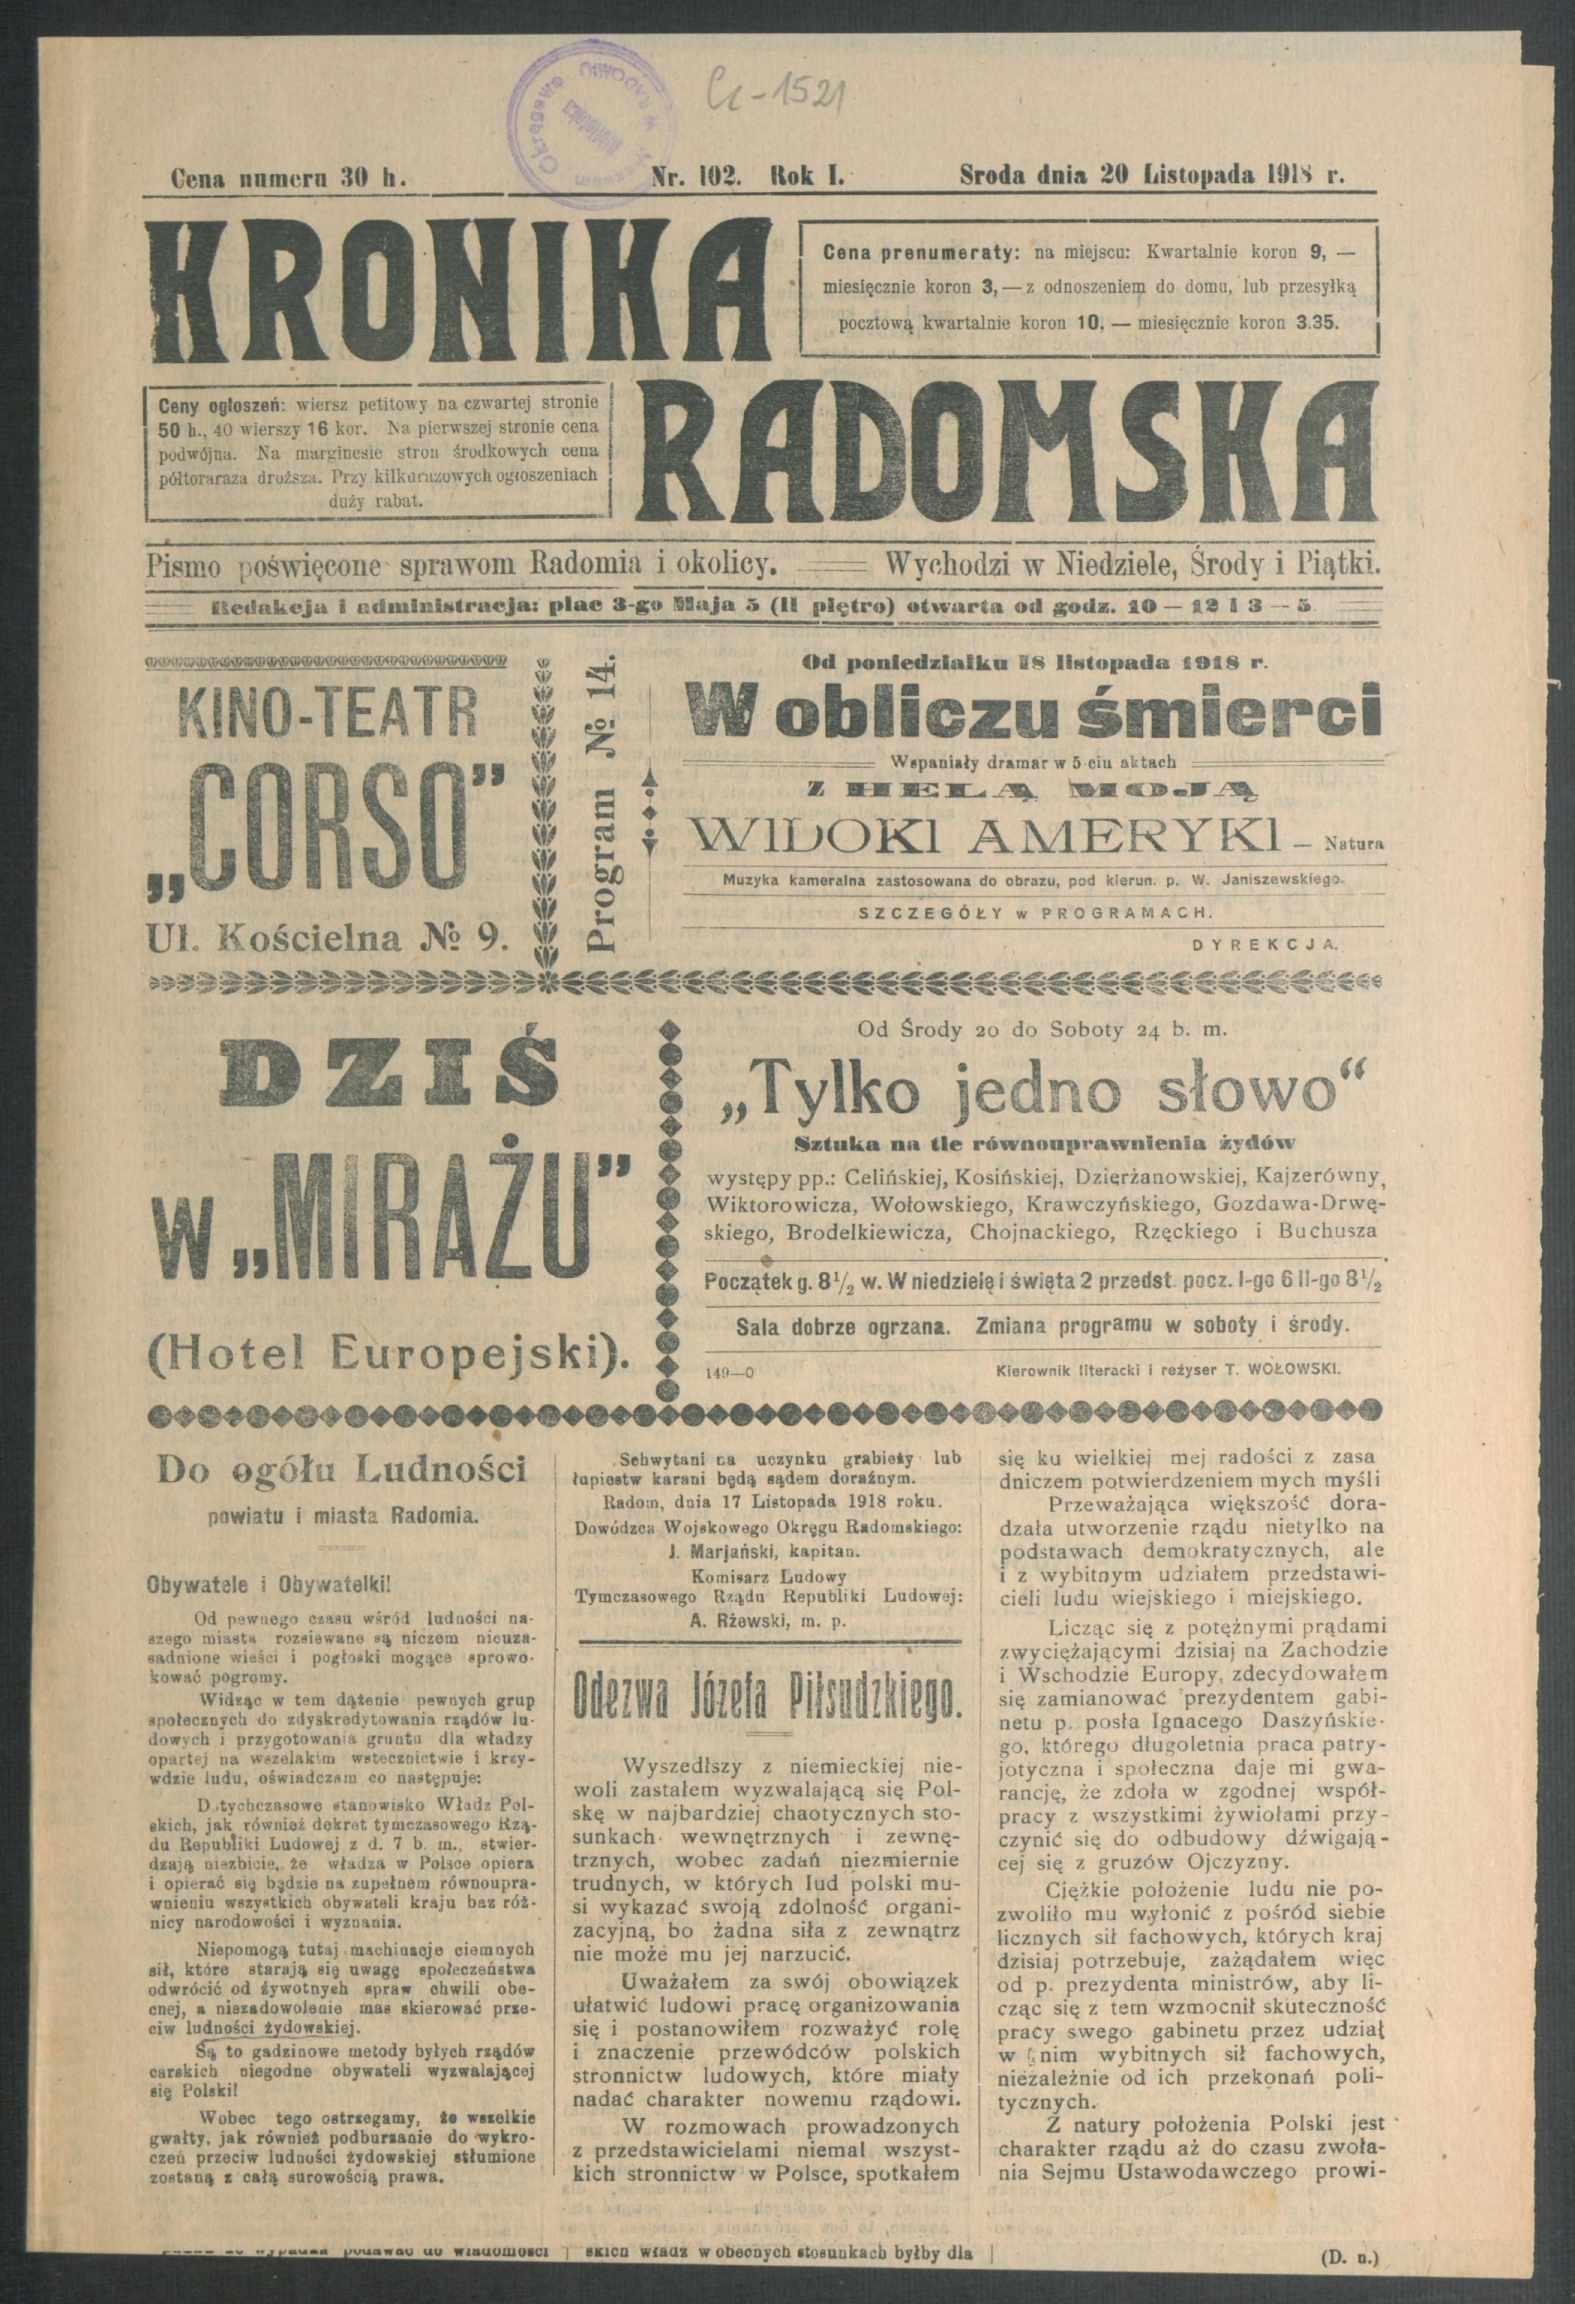 Cc-1521
Cena numeru 30 h.
Nr. 102. Rok I.
Sroda dnia 20 Listopada 1918 r.
KRONIKA
Cena prenumeraty: na miejscu: Kwartalnie koron 9, —
miesięcznie koron 3, — z odnoszeniem do domu, lub przesyłką
pocztową kwartalnie koron 10, — miesięcznie koron 3.35.
Ceny ogłoszeń: wiersz petitowy na czwartej stronie
50 h., 40 wierszy 16 kor. Na pierwszej stronie cena
podwójna. Na marginesie stron środkowych cena
półtoraraza droższa. Przy kilkurazowych ogłoszeniach
duży rabat.
RADOMSKA
Pismo poświęcone sprawom Radomia i okolicy. Wychodzi w Niedziele, Środy i Piątki.
Redakcja i administracja: plac 3-go Maja 5 (II piętro) otwarta od godz. 10 — 12 i 3 — 5
KINO-TEATR
„CORSO”
Ul. Kościelna № 9.
Program № 14.
Od poniedziałku 18 listopada 1918 r.
W obliczu śmierci
Wspaniały dramar w 5 ciu aktach
Z HELĄ MOJĄ
WIDOKI AMERYKI — Natura
Muzyka kameralna zastosowana do obrazu, pod kierun. p. W. Janiszewskiego.
SZCZEGÓŁY w PROGRAMACH.
DYREKCJA.
DZIŚ
w „MIRAŻU”
(Hotel Europejski).
Od Środy 20 do Soboty 24 b. m.
„Tylko jedno słowo“
Sztuka na tle równouprawnienia żydów
występy pp.: Celińskiej, Kosińskiej, Dzierżanowskiej, Kajzerówny,
Wiktorowicza, Wołowskiego, Krawczyńskiego, Gozdawa-Drwę-
skiego, Brodelkiewicza, Chojnackiego, Rzęckiego i Buchusza
Początek g. 8½ w. W niedzielę i święta 2 przedst. pocz. I-go 6 II-go 8½
Sala dobrze ogrzana. Zmiana programu w soboty i środy.
149—0
Kierownik literacki i reżyser T. WOŁOWSKI.
Do ogółu Ludności
powiatu i miasta Radomia.
Obywatele i Obywatelki!
Od pewnego czasu wśród ludności na-
szego miasta rozsiewane są niczem nieuza-
sadnione wieści i pogłoski mogące sprowo-
kować pogromy.
Widząc w tem dążenie pewnych grup
społecznych do zdyskredytowania rządów lu-
dowych i przygotowania gruntu dla władzy
opartej na wszelakim wstecznictwie i krzy-
wdzie ludu, oświadczam co następuje:
Dotychczasowe stanowisko Władz Pol-
skich, jak również dekret tymczasowego Rzą-
du Republiki Ludowej z d. 7 b. m., stwier-
dzają niezbicie, że władza w Polsce opiera
i opierać się będzie na zupełnem równoupra-
wnieniu wszystkich obywateli kraju baz róż-
nicy narodowości i wyznania.
Niepomogą tutaj machinacje ciemnych
sił, które starają się uwagę społeczeństwa
odwrócić od żywotnych spraw chwili obe-
cnej, a niezadowolenie mas skierować prze-
ciw ludności żydowskiej.
Są to gadzinowe metody byłych rządów
carskich niegodne obywateli wyzwalającej
się Polski!
Wobec tego ostrzegamy, że wszelkie
gwałty, jak również podburzanie do wykro-
czeń przeciw ludności żydowskiej stłumione
zostaną z całą surowością prawa.
Schwytani na uczynku grabieży lub
łupiestw karani będą sądem doraźnym.
Radom, dnia 17 Listopada 1918 roku.
Dowódzca Wojskowego Okręgu Radomskiego:
J. Marjański, kapitan.
Komisarz Ludowy
Tymczasowego Rządu Republiki Ludowej:
A. Rżewski, m. p.
Odezwa Józefa Piłsudzkiego.
Wyszedłszy z niemieckiej nie-
woli zastałem wyzwalającą się Pol-
skę w najbardziej chaotycznych sto-
sunkach wewnętrznych i zewnę-
trznych, wobec zadań niezmiernie
trudnych, w których lud polski mu-
si wykazać swoją zdolność organi-
zacyjną, bo żadna siła z zewnątrz
nie może mu jej narzucić.
Uważałem za swój obowiązek
ułatwić ludowi pracę organizowania
się i postanowiłem rozważyć rolę
i znaczenie przewódców polskich
stronnictw ludowych, które miały
nadać charakter nowemu rządowi.
W rozmowach prowadzonych
z przedstawicielami niemal wszyst-
kich stronnictw w Polsce, spotkałem
się ku wielkiej mej radości z zasa
dniczem potwierdzeniem mych myśli
Przeważająca większość dora-
dzała utworzenie rządu nietylko na
podstawach demokratycznych, ale
i z wybitnym udziałem przedstawi-
cieli ludu wiejskiego i miejskiego.
Licząc się z potężnymi prądami
zwyciężającymi dzisiaj na Zachodzie
i Wschodzie Europy, zdecydowałem
się zamianować prezydentem gabi-
netu p. posła Ignacego Daszyńskie-
go, którego długoletnia praca patry-
jotyczna i społeczna daje mi gwa-
rancję, że zdoła w zgodnej współ-
pracy z wszystkimi żywiołami przy-
czynić się do odbudowy dźwigają-
cej się z gruzów Ojczyzny.
Ciężkie położenie ludu nie po-
zwoliło mu wyłonić z pośród siebie
licznych sił fachowych, których kraj
dzisiaj potrzebuje, zażądałem więc
od p. prezydenta ministrów, aby li-
cząc się z tem wzmocnił skuteczność
pracy swego gabinetu przez udział
w nim wybitnych sił fachowych,
niezależnie od ich przekonań poli-
tycznych.
Z natury położenia Polski jest
charakter rządu aż do czasu zwoła-
nia Sejmu Ustawodawczego prowi-
podawać do wiadomości
skich władz w obecnych stosunkach byłby dla
(D. n.)